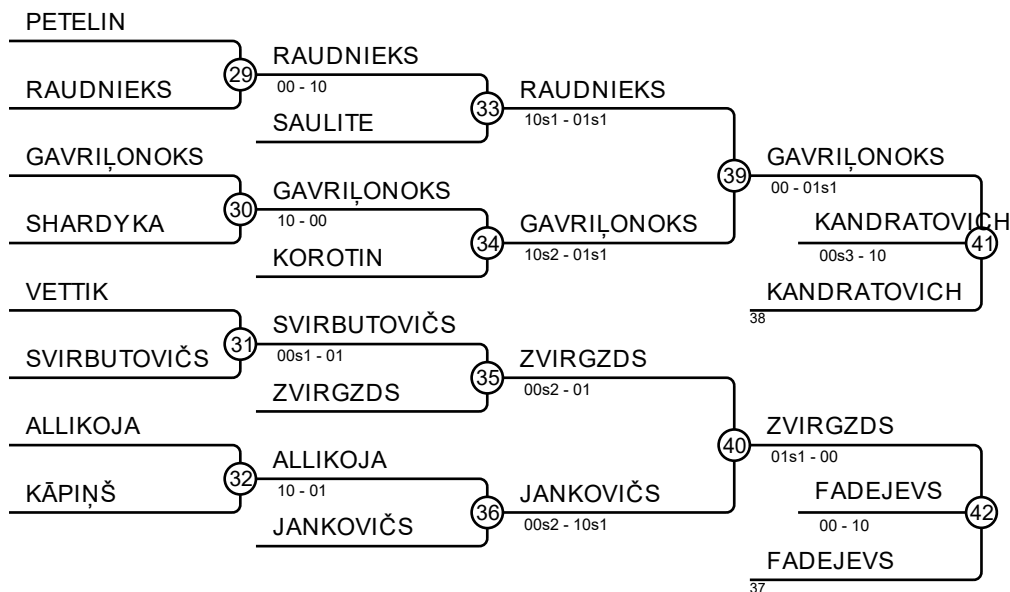 PETELIN
29
RAUDNIEKS
RAUDNIEKS
00 - 10
SAULITE
33
RAUDNIEKS
10s1 - 01s1
GAVRIĻONOKS
30
SHARDYKA
GAVRIĻONOKS
10 - 00
KOROTIN
34
GAVRIĻONOKS
10s2 - 01s1
39
GAVRIĻONOKS
00 - 01s1
KANDRATOVICH
00s3 - 10
41
KANDRATOVICH
38
VETTIK
31
SVIRBUTOVIČS
SVIRBUTOVIČS
00s1 - 01
ZVIRGZDS
35
ZVIRGZDS
00s2 - 01
ALLIKOJA
32
KĀPIŅŠ
ALLIKOJA
10 - 01
JANKOVIČS
36
JANKOVIČS
00s2 - 10s1
40
ZVIRGZDS
01s1 - 00
FADEJEVS
00 - 10
42
FADEJEVS
37